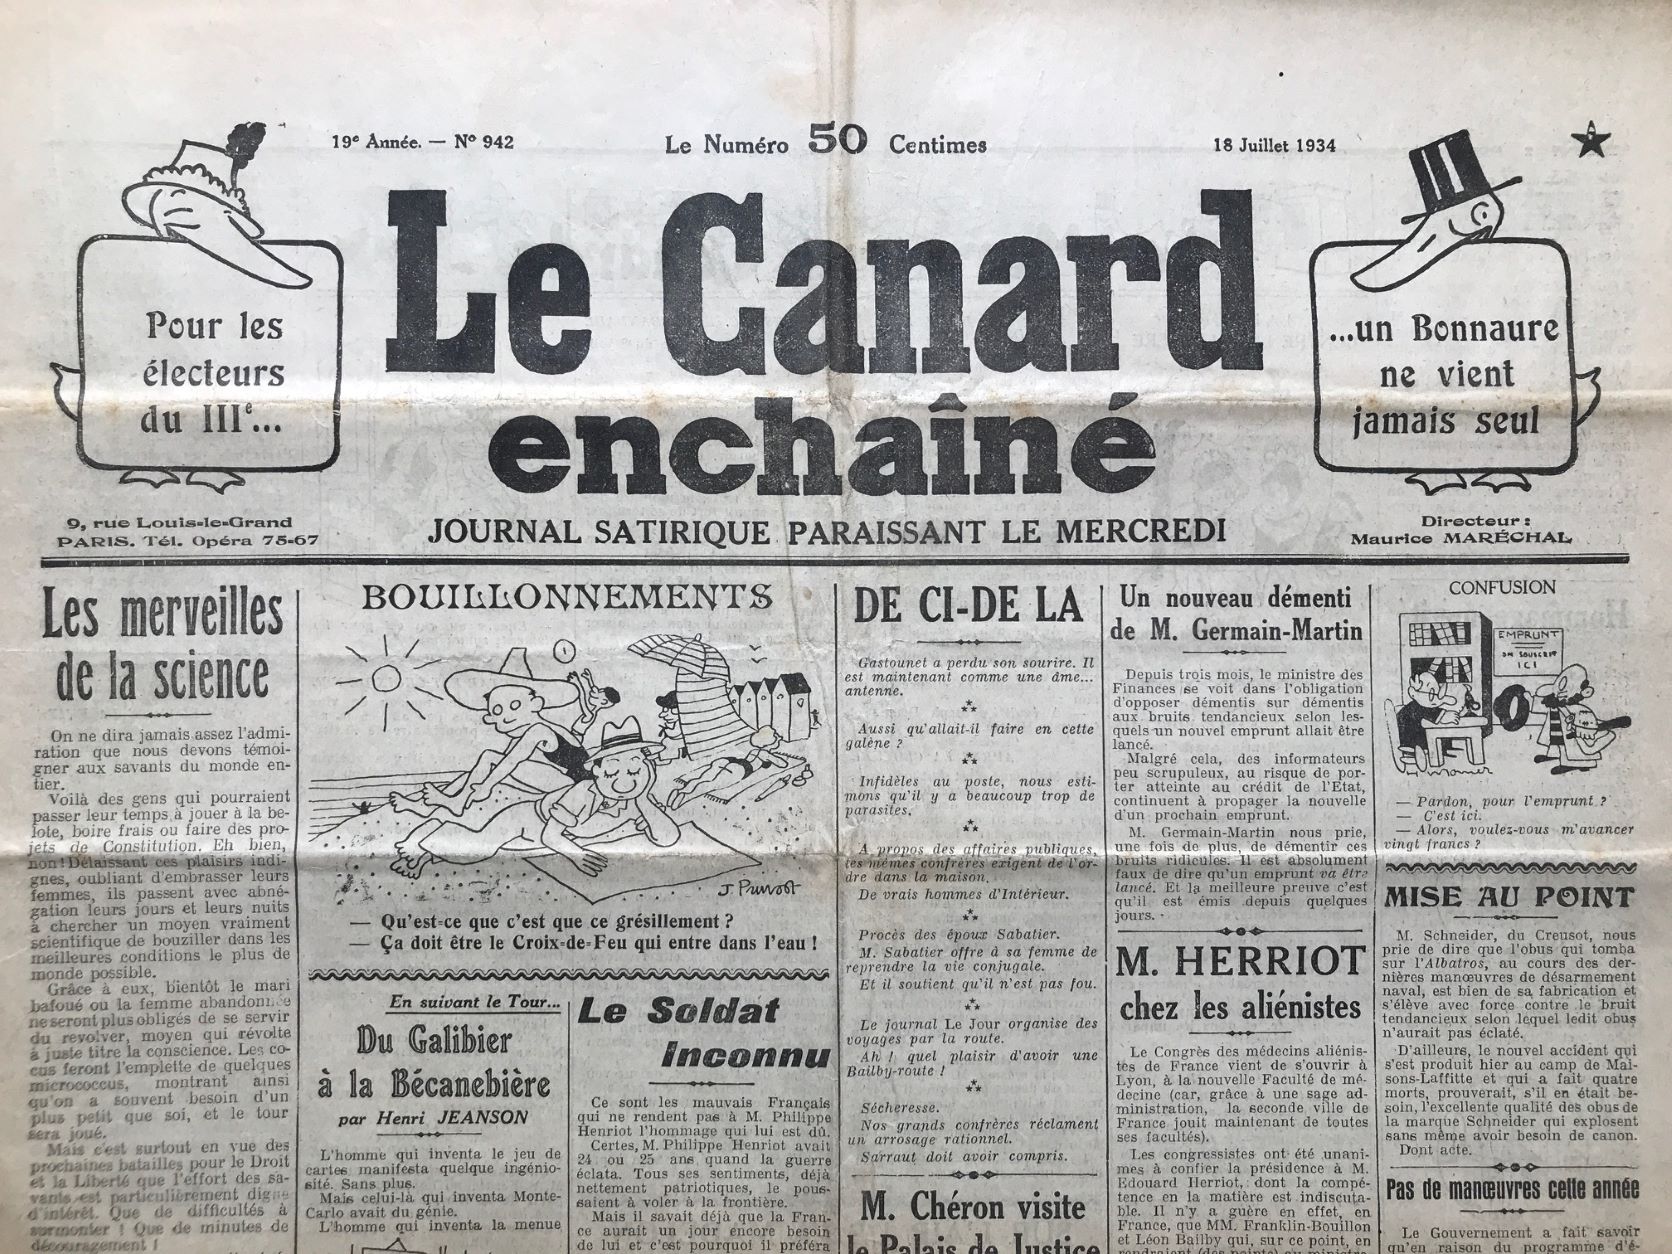 19e Année. — No 942
Le Numéro 50 Centimes
18 Juillet 1934
Pour les
électeurs
du IIIe...
Le Canard
enchaîné
...un Bonnaure
ne vient
jamais seul
9, rue Louis-le-Grand
PARIS. Tél. Opéra 75-67
JOURNAL SATIRIQUE PARAISSANT LE MERCREDI
Directeur :
Maurice MARÉCHAL
Les merveilles
de la science
On ne dira jamais assez l'admi-
ration que nous devons témoi-
gner aux savants du monde en-
tier.
Voilà des gens qui pourraient
passer leur temps à jouer à la be-
lote, boire frais ou faire des pro-
jets de Constitution. Eh bien,
non ! Délaissant ces plaisirs indi-
gnes, oubliant d'embrasser leurs
femmes, ils passent avec abné-
gation leurs jours et leurs nuits
à chercher un moyen vraiment
scientifique de bouziller dans les
meilleures conditions le plus de
monde possible.
Grâce à eux, bientôt le mari
bafoué ou la femme abandonnée
ne seront plus obligés de se servir
du revolver, moyen qui révolte
à juste titre la conscience. Les co-
cus feront l'emplette de quelques
micrococcus, montrant ainsi
qu'on a souvent besoin d'un
plus petit que soi, et le tour
sera joué.
Mais c'est surtout en vue des
prochaines batailles pour le Droit
et la Liberté que l'effort des sa-
vants est particulièrement digne
d'intérêt. Que de difficultés à
surmonter ! Que de minutes de
découragement !
BOUILLONNEMENTS
J. Pruvost
— Qu'est-ce que c'est que ce grésillement ?
— Ça doit être le Croix-de-Feu qui entre dans l'eau !
En suivant le Tour...
Du Galibier
à la Bécanebière
par Henri JEANSON
L'homme qui inventa le jeu de
cartes manifesta quelque ingénio-
sité. Sans plus.
Mais celui-là qui inventa Monte-
Carlo avait du génie.
L'homme qui inventa la menue
Le Soldat
Inconnu
Ce sont les mauvais Français
qui ne rendent pas à M. Philippe
Henriot l'hommage qui lui est dû.
Certes, M. Philippe Henriot avait
24 ou 25 ans quand la guerre
éclata. Tous ses sentiments, déjà
nettement patriotiques, le pous-
saient à voler à la frontière.
Mais il savait déjà que la Fran-
ce aurait un jour encore besoin
de lui et c'est pourquoi il préféra
DE CI-DE LA
Gastounet a perdu son sourire. Il
est maintenant comme une âme...
antenne.
Aussi qu'allait-il faire en cette
galène ?
Infidèles au poste, nous esti-
mons qu'il y a beaucoup trop de
parasites.
A propos des affaires publiques,
les mêmes confrères exigent de l'or-
dre dans la maison.
De vrais hommes d'Intérieur.
Procès des époux Sabatier.
M. Sabatier offre à sa femme de
reprendre la vie conjugale.
Et il soutient qu'il n'est pas fou.
Le journal Le Jour organise des
voyages par la route.
Ah ! quel plaisir d'avoir une
Bailby-route !
Sécheresse.
Nos grands confrères réclament
un arrosage rationnel.
Sarraut doit avoir compris.
M. Chéron visite
le Palais de Justice
Un nouveau démenti
de M. Germain-Martin
Depuis trois mois, le ministre des
Finances se voit dans l'obligation
d'opposer démentis sur démentis
aux bruits tendancieux selon les-
quels un nouvel emprunt allait être
lancé.
Malgré cela, des informateurs
peu scrupuleux, au risque de por-
ter atteinte au crédit de l'Etat,
continuent à propager la nouvelle
d'un prochain emprunt.
M. Germain-Martin nous prie,
une fois de plus, de démentir ces
bruits ridicules. Il est absolument
faux de dire qu'un emprunt va être
lancé. Et la meilleure preuve c'est
qu'il est émis depuis quelques
jours.
M. HERRIOT
chez les aliénistes
Le Congrès des médecins aliénis-
tes de France vient de s'ouvrir à
Lyon, à la nouvelle Faculté de mé-
decine (car, grâce à une sage ad-
ministration, la seconde ville de
France jouit maintenant de toutes
ses facultés).
Les congressistes ont été unani-
mes à confier la présidence à M.
Edouard Herriot, dont la compé-
tence en la matière est indiscuta-
ble. Il n'y a guère en effet, en
France, que MM. Franklin-Bouillon
et Léon Bailby qui, sur ce point, en
CONFUSION
EMPRUNT
ON SOUSCRIT
ICI
— Pardon, pour l'emprunt ?
— C'est ici.
— Alors, voulez-vous m'avancer
vingt francs ?
MISE AU POINT
M. Schneider, du Creusot, nous
prie de dire que l'obus qui tomba
sur l'Albatros, au cours des der-
nières manœuvres de désarmement
naval, est bien de sa fabrication et
s'élève avec force contre le bruit
tendancieux selon lequel ledit obus
n'aurait pas éclaté.
D'ailleurs, le nouvel accident qui
s'est produit hier au camp de Mai-
sons-Laffitte et qui a fait quatre
morts, prouverait, s'il en était be-
soin, l'excellente qualité des obus de
la marque Schneider qui explosent
sans même avoir besoin de canon.
Dont acte.
Pas de manœuvres cette année
Le Gouvernement a fait savoir
qu'en raison du programme d'é-